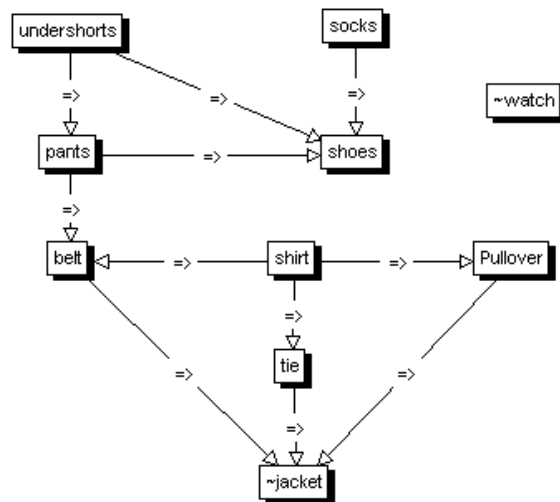 undershorts
socks
=>
=>
=>
~watch
pants
=>
shoes
=>
belt
=>
shirt
=>
Pullover
=>
tie
=>
=>
=>
~jacket